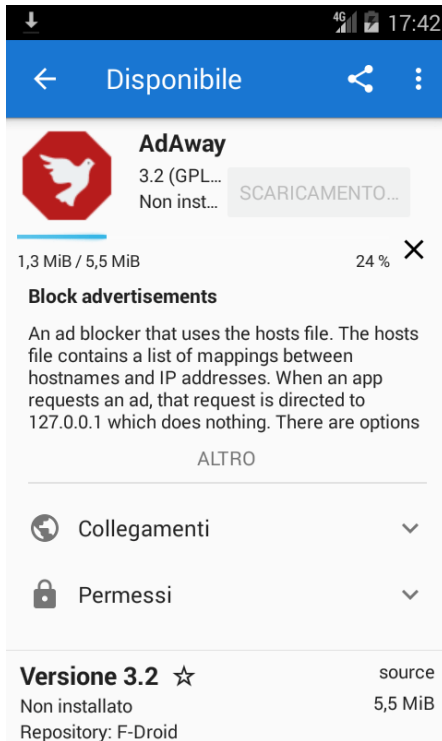 4G 17:42
Disponibile
AdAway
3.2 (GPL…
Non inst…
SCARICAMENTO…
1,3 MiB / 5,5 MiB
24 %
Block advertisements
An ad blocker that uses the hosts file. The hosts
file contains a list of mappings between
hostnames and IP addresses. When an app
requests an ad, that request is directed to
127.0.0.1 which does nothing. There are options
ALTRO
Collegamenti
Permessi
Versione 3.2 ☆
source
Non installato
5,5 MiB
Repository: F-Droid